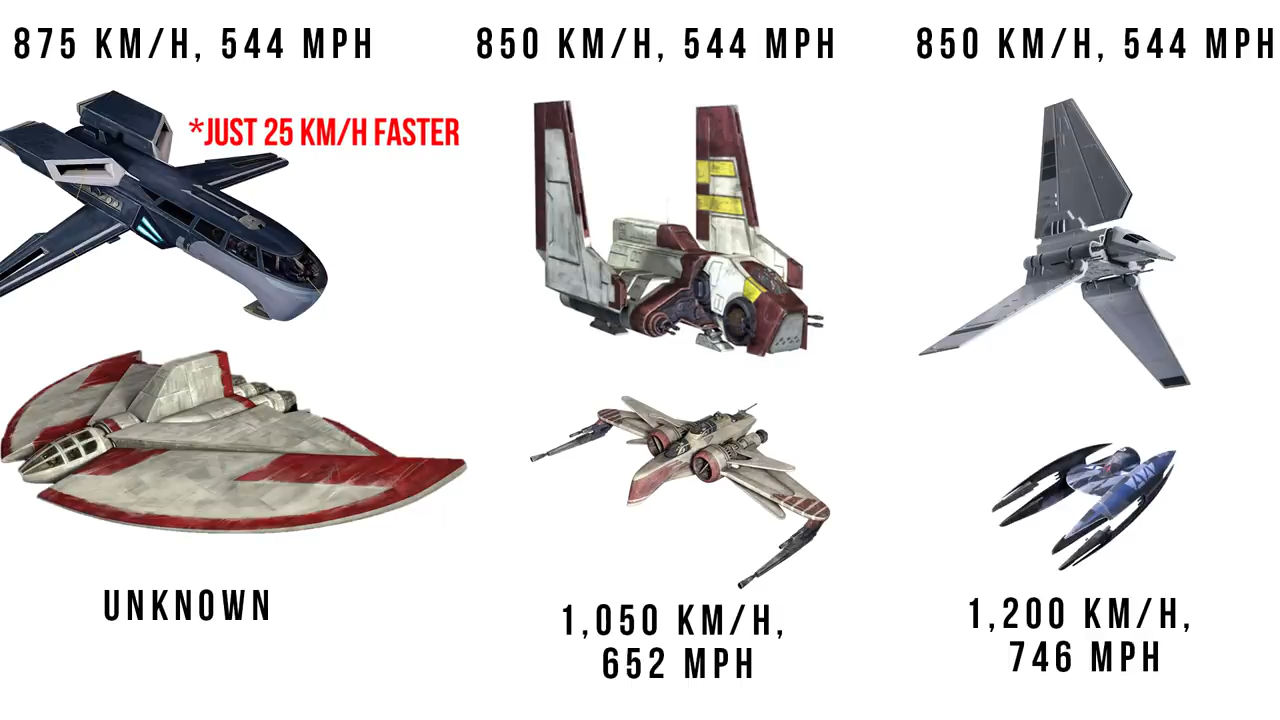 875 KM/H, 544 MPH
850 KM/H, 544 MPH
850 KM/H, 544 MPH
*JUST 25 KM/H FASTER
UNKNOWN
1,050 KM/H,
652 MPH
1,200 KM/H,
746 MPH